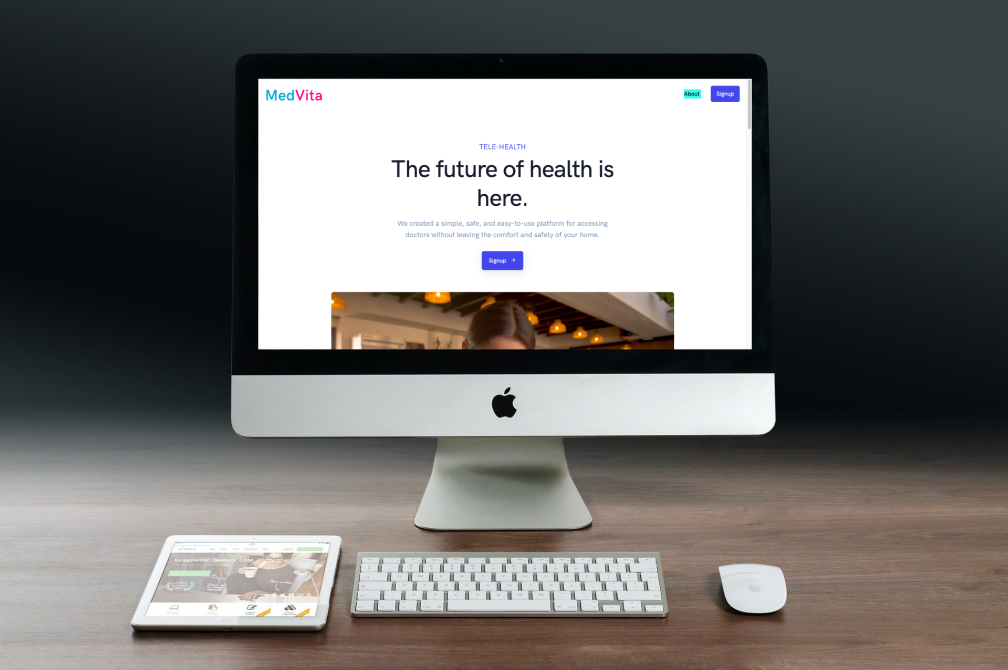 MedVita
About
Signup
TELE-HEALTH
The future of health is
here.
We created a simple, safe, and easy-to-use platform for accessing
doctors without leaving the comfort and safety of your home.
Signup →